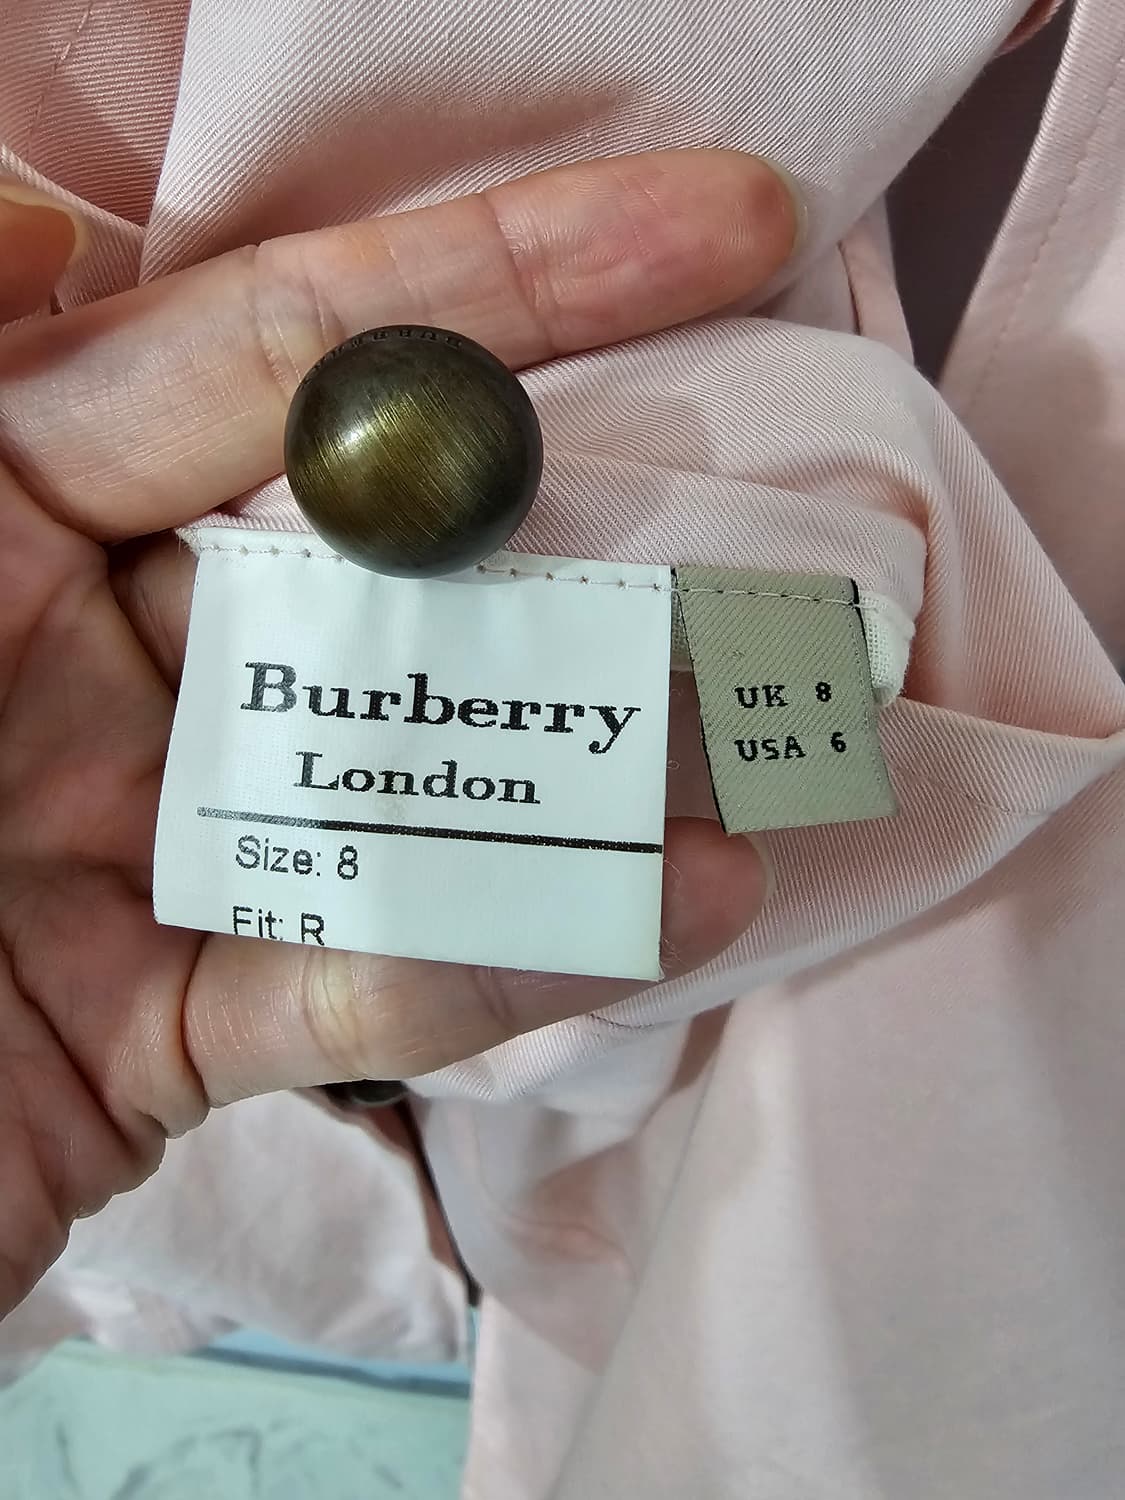 Burberry
London
Size: 8
Fit: R
UK 8
USA 6